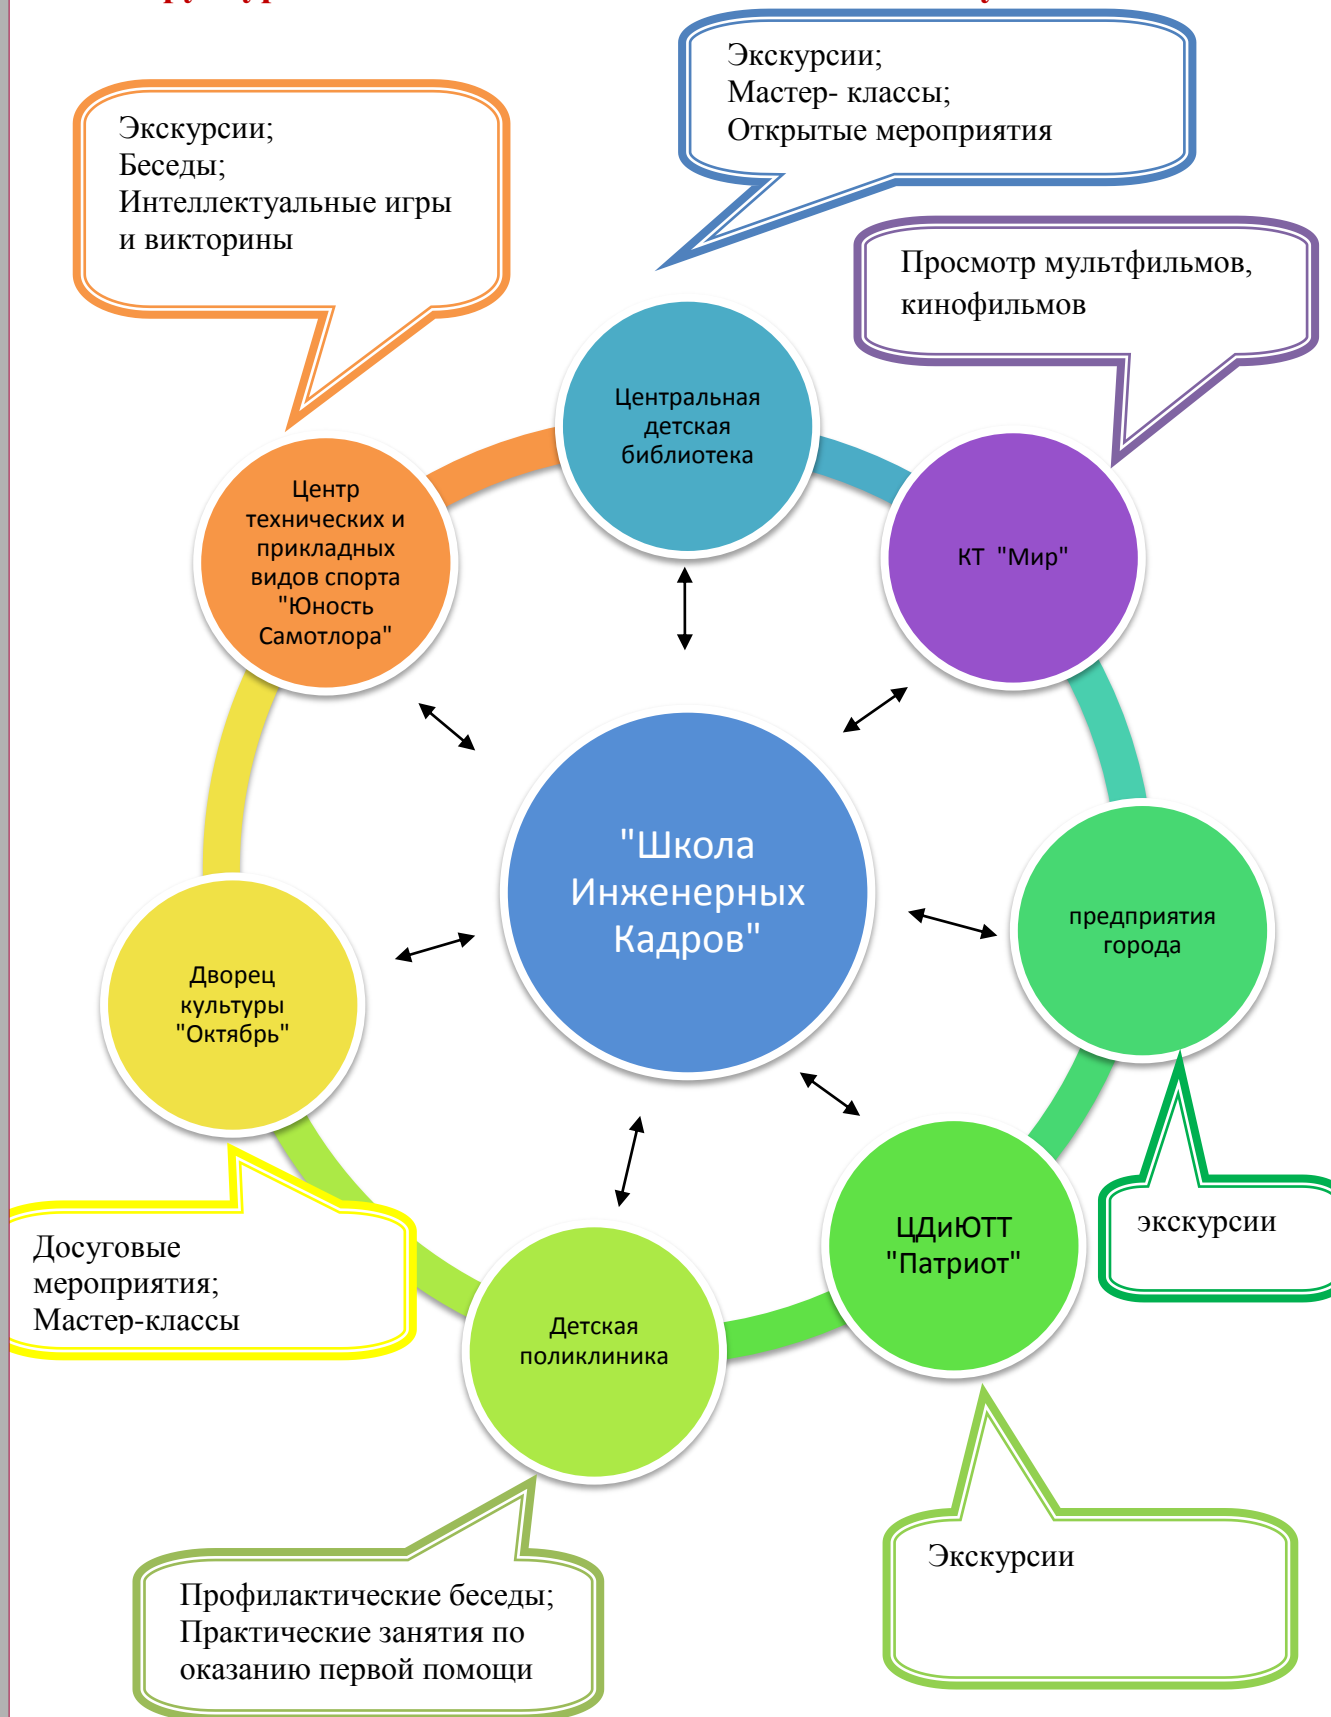 Экскурсии;
Мастер- классы;
Открытые мероприятия
Экскурсии;
Беседы;
Интеллектуальные игры
и викторины
Просмотр мультфильмов,
кинофильмов
Центральная
детская
библиотека
Центр
технических и
прикладных
видов спорта
"Юность
Самотлора"
КТ "Мир"
"Школа
Инженерных
Кадров"
предприятия
города
Дворец
культуры
"Октябрь"
экскурсии
ЦДиЮТТ
"Патриот"
Досуговые
мероприятия;
Мастер-классы
Детская
поликлиника
Экскурсии
Профилактические беседы;
Практические занятия по
оказанию первой помощи